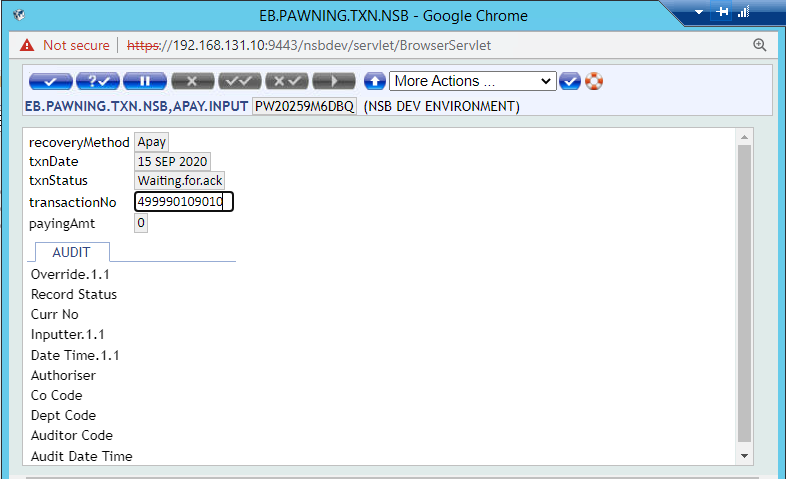 EB.PAWNING.TXN.NSB - Google Chrome
Not secure | https://192.168.131.10:9443/nsbdev/servlet/BrowserServlet
More Actions ...
EB.PAWNING.TXN.NSB,APAY.INPUT PW20259M6DBQ (NSB DEV ENVIRONMENT)
recoveryMethod Apay
txnDate 15 SEP 2020
txnStatus Waiting.for.ack
transactionNo 499990109010
payingAmt 0
AUDIT
Override.1.1
Record Status
Curr No
Inputter.1.1
Date Time.1.1
Authoriser
Co Code
Dept Code
Auditor Code
Audit Date Time